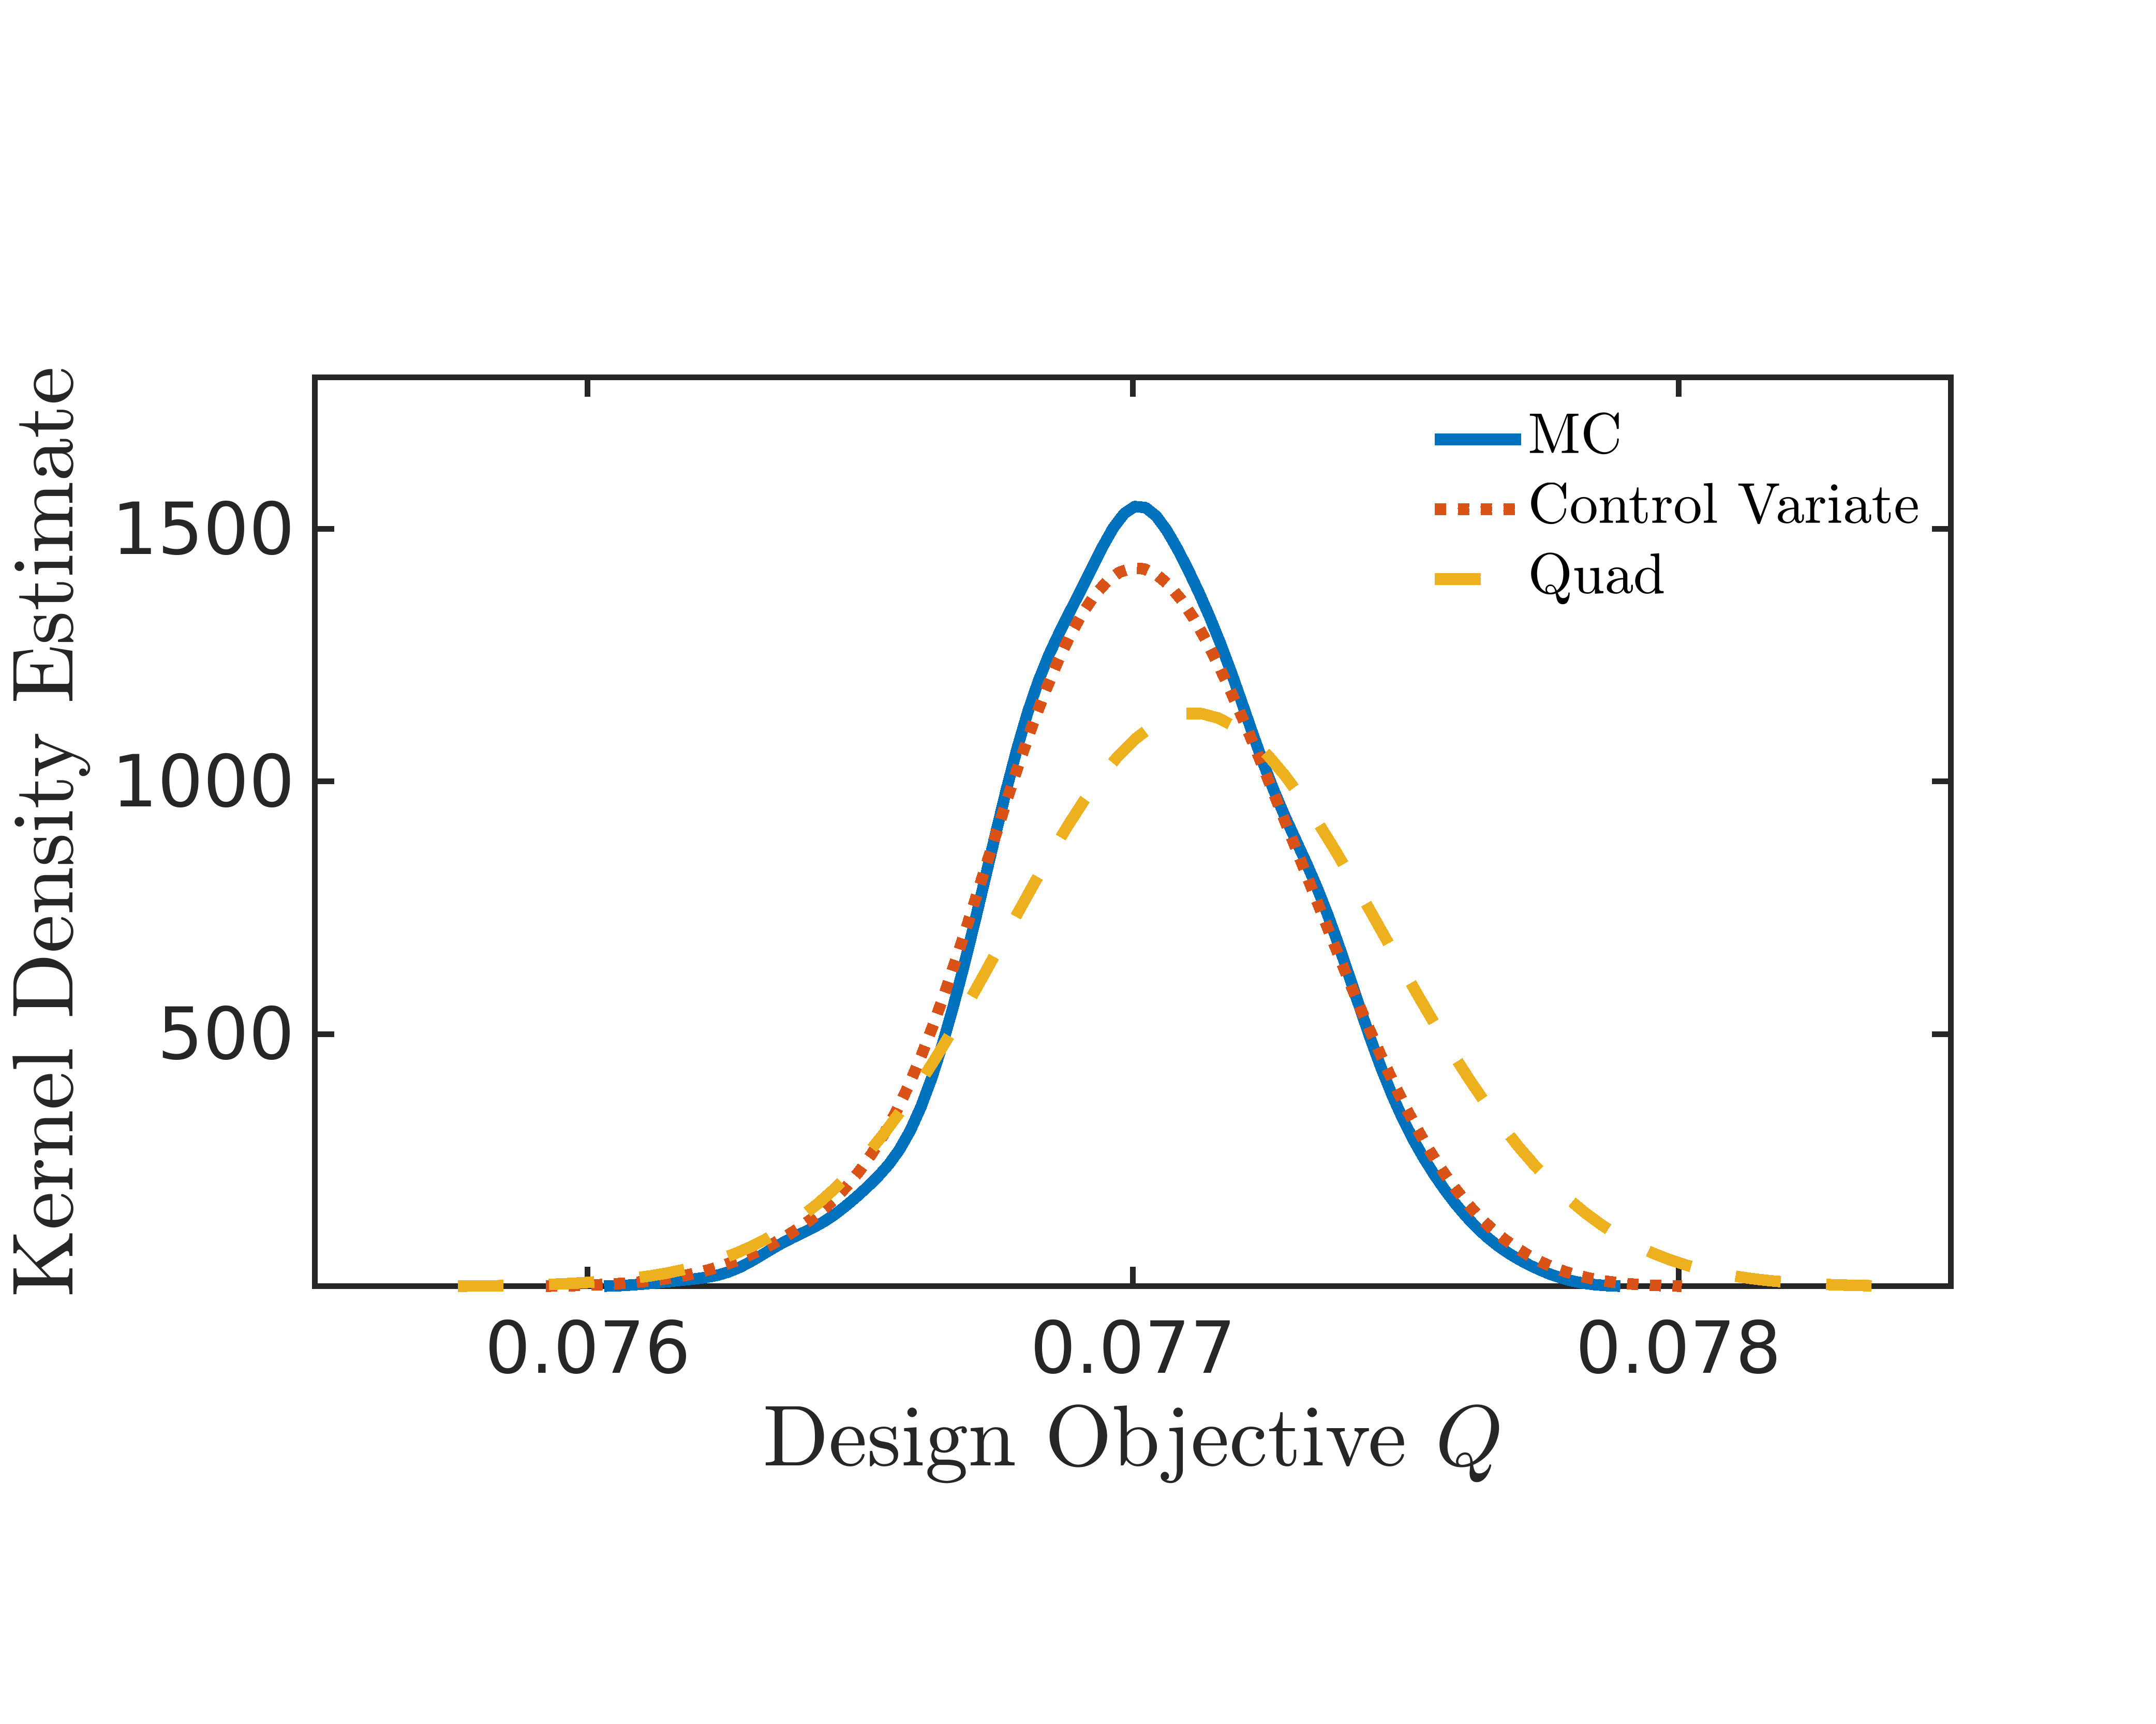 Kernel Density Estimate
1500
1000
500
MC
Control Variate
Quad
0.076
0.077
0.078
Design Objective Q